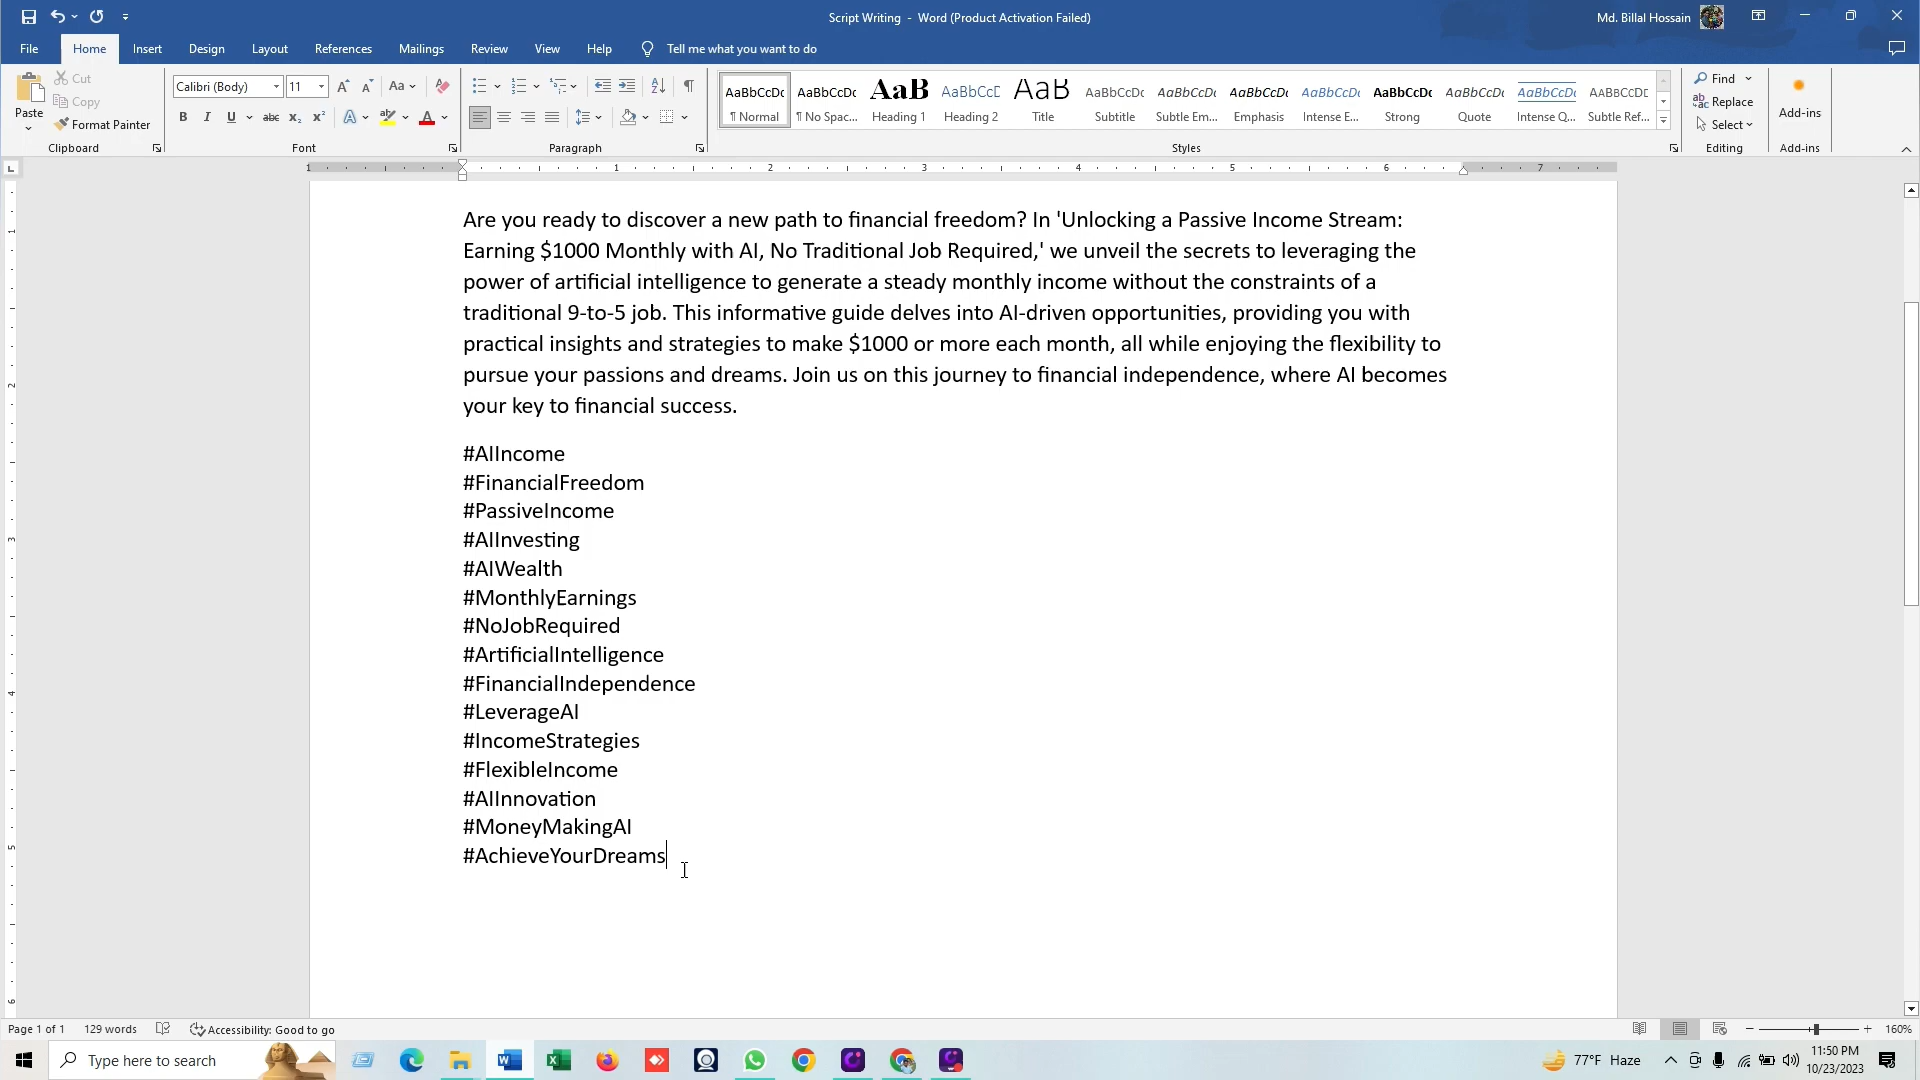 Script Writing - Word (Product Activation Failed)
Md. Billal Hossain
File Home Insert Design Layout References Mailings Review View Help Tell me what you want to do
Paste
Cut
Copy
Format Painter
Clipboard
Calibri (Body) 11
Font
Paragraph
AaBbCcDc AaBbCcDc AaB AaBbCcD AaB AaBbCcDc AaBbCcDc AaBbCcDc AaBbCcDc AaBbCcDc AaBbCcDc AaBbCcDc AABBCCDE
¶ Normal ¶ No Spac... Heading 1 Heading 2 Title Subtitle Subtle Em... Emphasis Intense E... Strong Quote Intense Q... Subtle Ref...
Styles
Find
Replace
Select
Editing
Add-ins
Add-ins
1 1 2 3 4 5 6 7
Are you ready to discover a new path to financial freedom? In 'Unlocking a Passive Income Stream:
Earning $1000 Monthly with AI, No Traditional Job Required,' we unveil the secrets to leveraging the
power of artificial intelligence to generate a steady monthly income without the constraints of a
traditional 9-to-5 job. This informative guide delves into AI-driven opportunities, providing you with
practical insights and strategies to make $1000 or more each month, all while enjoying the flexibility to
pursue your passions and dreams. Join us on this journey to financial independence, where AI becomes
your key to financial success.
#AIIncome
#FinancialFreedom
#PassiveIncome
#AIInvesting
#AIWealth
#MonthlyEarnings
#NoJobRequired
#ArtificialIntelligence
#FinancialIndependence
#LeverageAI
#IncomeStrategies
#FlexibleIncome
#AIInnovation
#MoneyMakingAI
#AchieveYourDreams
Page 1 of 1 129 words Accessibility: Good to go 160%
Type here to search
77°F Haze
11:50 PM
10/23/2023